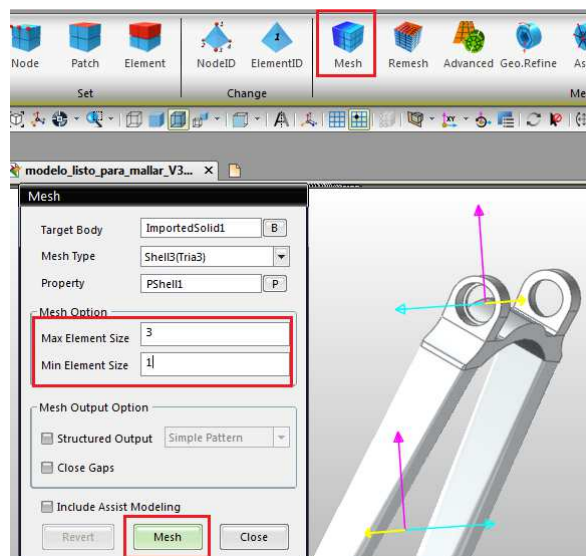 Node Patch Element NodeID ElementID Mesh Remesh Advanced Geo.Refine
Set Change
modelo_listo_para_mallar_V3... X
Mesh
Target Body ImportedSolid1 B
Mesh Type Shell3(Tria3)
Property PShell1 P
Mesh Option
Max Element Size 3
Min Element Size 1
Mesh Output Option
Structured Output Simple Pattern
Close Gaps
Include Assist Modeling
Revert Mesh Close